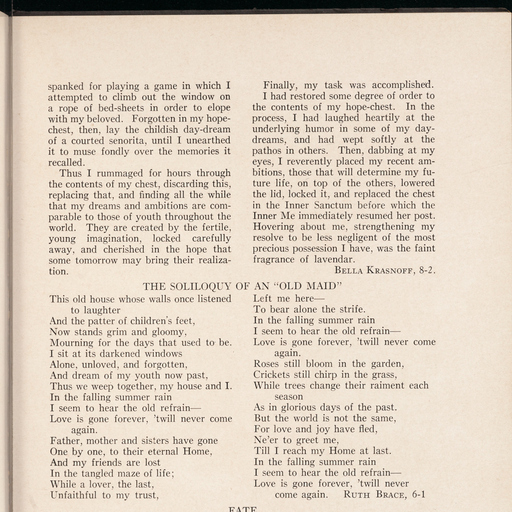 spanked for playing a game in which I
attempted to climb out the window on
a rope of bed-sheets in order to elope
with my beloved. Forgotten in my hope-
chest, then, lay the childish day-dream
of a courted senorita, until I unearthed
it to muse fondly over the memories it
recalled.
Thus I rummaged for hours through
the contents of my chest, discarding this,
replacing that, and finding all the while
that my dreams and ambitions are com-
parable to those of youth throughout the
world. They are created by the fertile,
young imagination, locked carefully
away, and cherished in the hope that
some tomorrow may bring their realiza-
tion.
Finally, my task was accomplished.
I had restored some degree of order to
the contents of my hope-chest. In the
process, I had laughed heartily at the
underlying humor in some of my day-
dreams, and had wept softly at the
pathos in others. Then, dabbing at my
eyes, I reverently placed my recent am-
bitions, those that will determine my fu-
ture life, on top of the others, lowered
the lid, locked it, and replaced the chest
in the Inner Sanctum before which the
Inner Me immediately resumed her post.
Hovering about me, strengthening my
resolve to be less negligent of the most
precious possession I have, was the faint
fragrance of lavendar.
BELLA KRASNOFF, 8-2.
THE SOLILOQUY OF AN "OLD MAID"
This old house whose walls once listened
to laughter
And the patter of children's feet,
Now stands grim and gloomy,
Mourning for the days that used to be.
I sit at its darkened windows
Alone, unloved, and forgotten,
And dream of my youth now past,
Thus we weep together, my house and I.
In the falling summer rain
I seem to hear the old refrain—
Love is gone forever, 'twill never come
again.
Father, mother and sisters have gone
One by one, to their eternal Home,
And my friends are lost
In the tangled maze of life;
While a lover, the last,
Unfaithful to my trust,
Left me here—
To bear alone the strife.
In the falling summer rain
I seem to hear the old refrain—
Love is gone forever, 'twill never come
again.
Roses still bloom in the garden,
Crickets still chirp in the grass,
While trees change their raiment each
season
As in glorious days of the past.
But the world is not the same,
For love and joy have fled,
Ne'er to greet me,
Till I reach my Home at last.
In the falling summer rain
I seem to hear the old refrain—
Love is gone forever, 'twill never
come again. RUTH BRACE, 6-1
FATE